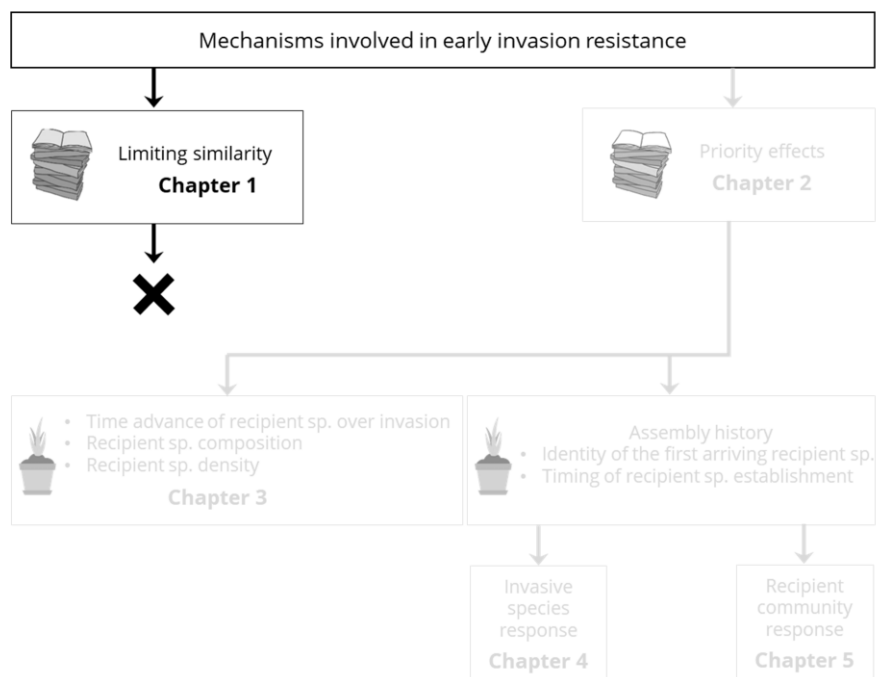 Mechanisms involved in early invasion resistance
Limiting similarity
Chapter 1
Priority effects
Chapter 2
• Time advance of recipient sp. over invasion
• Recipient sp. composition
• Recipient sp. density
Chapter 3
Assembly history
• Identity of the first arriving recipient sp.
• Timing of recipient sp. establishment
Invasive
species
response
Chapter 4
Recipient
community
response
Chapter 5